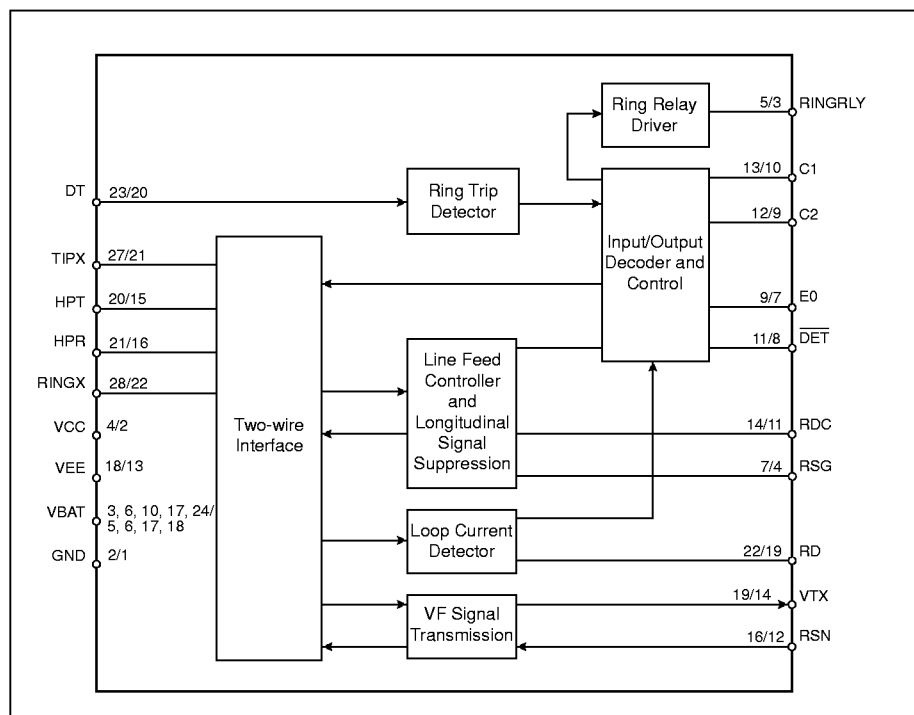 Ring Relay
Driver
5/3
RINGRLY
13/10
C1
DT
23/20
Ring Trip
Detector
12/9
C2
Input/Output
Decoder and
Control
TIPX
27/21
HPT
20/15
9/7
E0
HPR
21/16
11/8
DET
Line Feed
Controller
and
Longitudinal
Signal
Suppression
RINGX
28/22
Two-wire
Interface
VCC
4/2
14/11
RDC
VEE
18/13
7/4
RSG
VBAT
3, 6, 10, 17, 24/
5, 6, 17, 18
Loop Current
Detector
GND
2/1
22/19
RD
19/14
VTX
VF Signal
Transmission
16/12
RSN